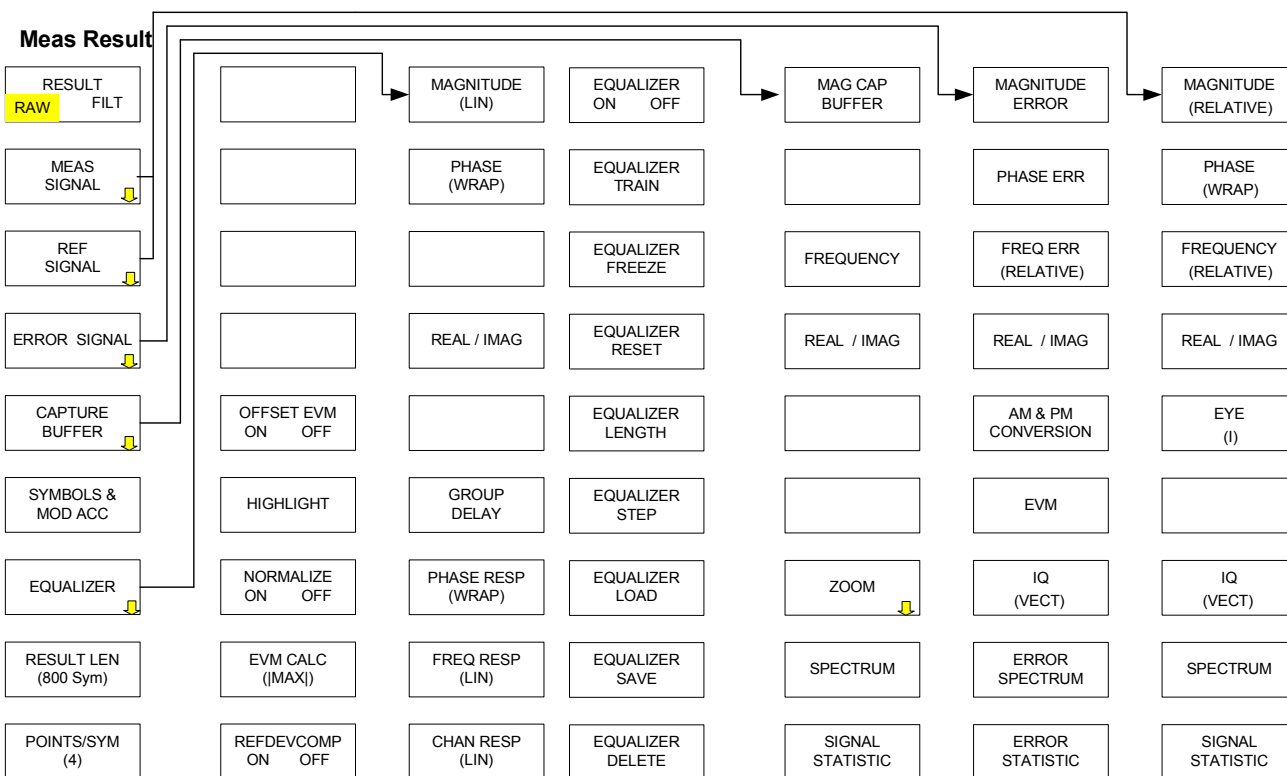 Meas Result
RESULT
RAW FILT
MEAS
SIGNAL
REF
SIGNAL
ERROR SIGNAL
CAPTURE
BUFFER
SYMBOLS &
MOD ACC
EQUALIZER
RESULT LEN
(800 Sym)
POINTS/SYM
(4)
OFFSET EVM
ON OFF
HIGHLIGHT
NORMALIZE
ON OFF
EVM CALC
(|MAX|)
REFDEVCOMP
ON OFF
MAGNITUDE
(LIN)
PHASE
(WRAP)
REAL / IMAG
GROUP
DELAY
PHASE RESP
(WRAP)
FREQ RESP
(LIN)
CHAN RESP
(LIN)
EQUALIZER
ON OFF
EQUALIZER
TRAIN
EQUALIZER
FREEZE
EQUALIZER
RESET
EQUALIZER
LENGTH
EQUALIZER
STEP
EQUALIZER
LOAD
EQUALIZER
SAVE
EQUALIZER
DELETE
MAG CAP
BUFFER
FREQUENCY
REAL / IMAG
ZOOM
SPECTRUM
SIGNAL
STATISTIC
MAGNITUDE
ERROR
PHASE ERR
FREQ ERR
(RELATIVE)
REAL / IMAG
AM & PM
CONVERSION
EVM
IQ
(VECT)
ERROR
SPECTRUM
ERROR
STATISTIC
MAGNITUDE
(RELATIVE)
PHASE
(WRAP)
FREQUENCY
(RELATIVE)
REAL / IMAG
EYE
(I)
IQ
(VECT)
SPECTRUM
SIGNAL
STATISTIC